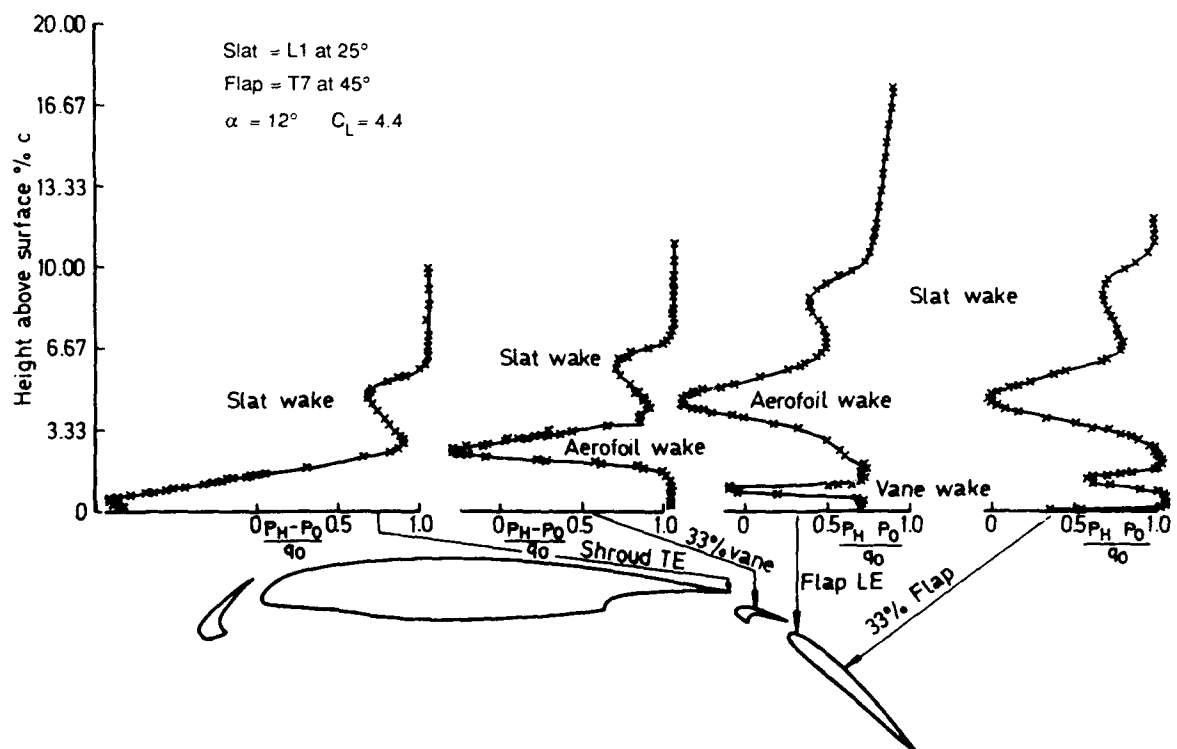 20.00
16.67
13.33
10.00
6.67
3.33
0
Height above surface % c
Slat = L1 at 25°
Flap = T7 at 45°
α = 12° C_L = 4.4
Slat wake
Slat wake
Aerofoil wake
Slat wake
Aerofoil wake
Vane wake
0 0.5 1.0
P_H-P_O
q_0
0 0.5 1.0
P_H-P_O
q_0
0 0.5 1.0
P_H P_O
q_0
0 0.5 1.0
P_H P_O
q_0
Shroud TE
33% vane
Flap LE
33% Flap